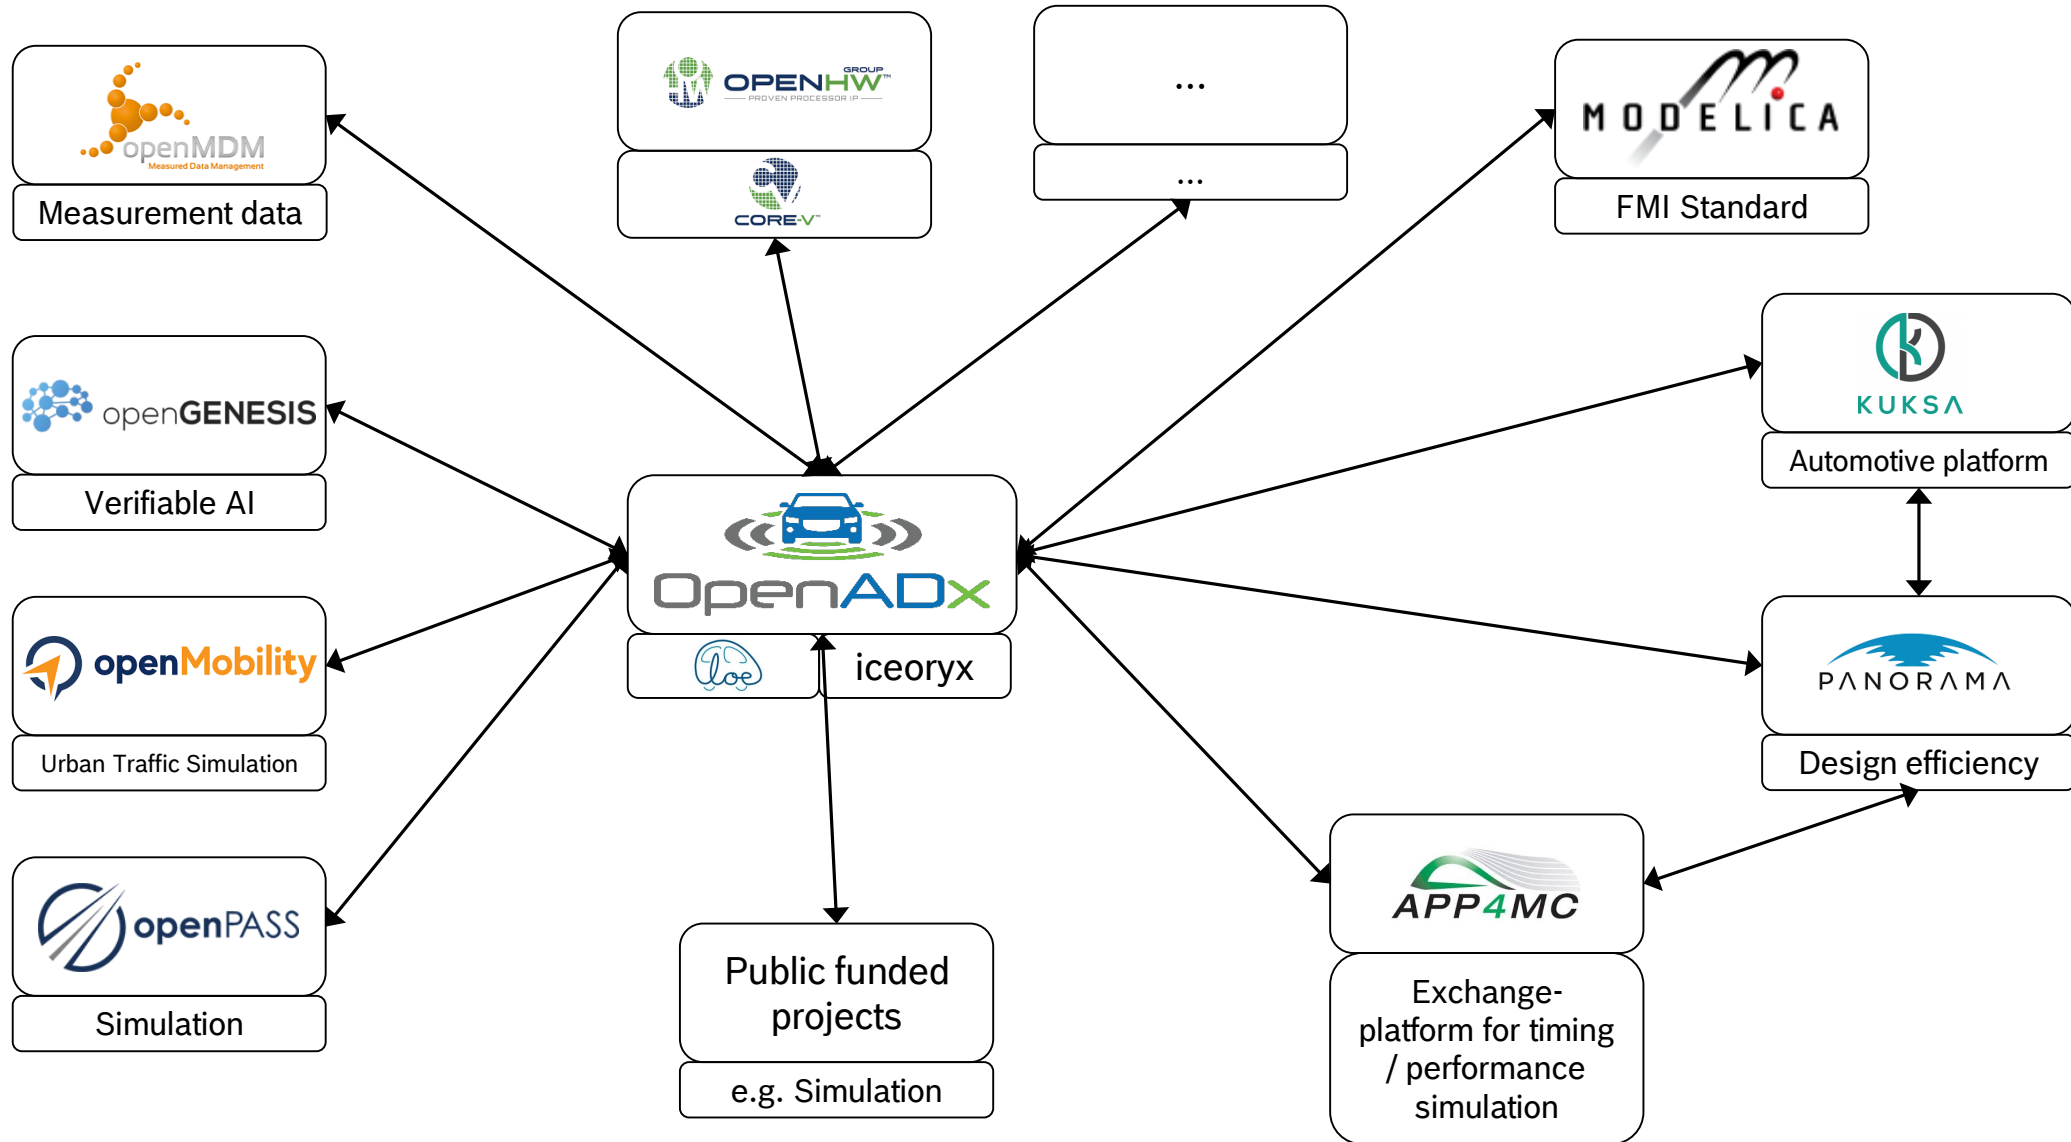 openMDM
Measured Data Management
Measurement data
GROUP
OPENHW™
PROVEN PROCESSOR IP
CORE-V™
...
...
MODELICA
FMI Standard
openGENESIS
Verifiable AI
KUKSA
Automotive platform
OpenADx
iceoryx
openMobility
Urban Traffic Simulation
PANORAMA
Design efficiency
openPASS
Simulation
Public funded
projects
e.g. Simulation
APP4MC
Exchange-
platform for timing
/ performance
simulation